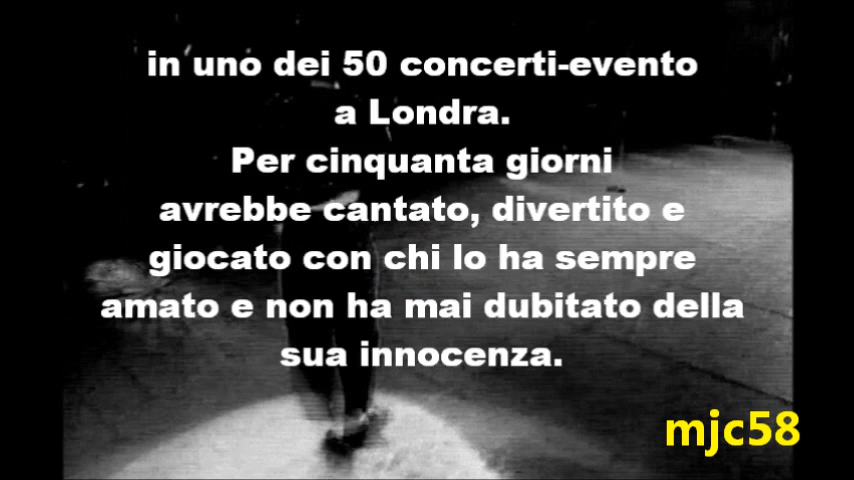 in uno dei 50 concerti-evento
a Londra.
Per cinquanta giorni
avrebbe cantato, divertito e
giocato con chi lo ha sempre
amato e non ha mai dubitato della
sua innocenza.
mjc58